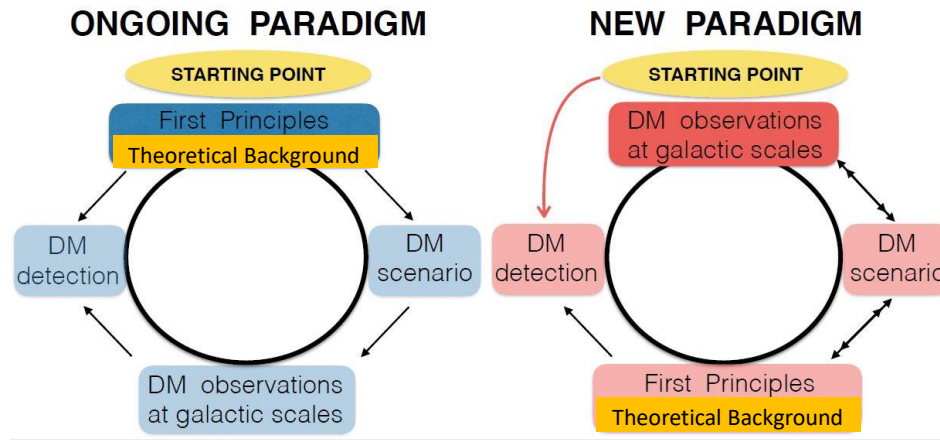 ONGOING PARADIGM
STARTING POINT
First Principles
Theoretical Background
DM
detection
DM
scenario
DM observations
at galactic scales
NEW PARADIGM
STARTING POINT
DM observations
at galactic scales
DM
detection
DM
scenario
First Principles
Theoretical Background